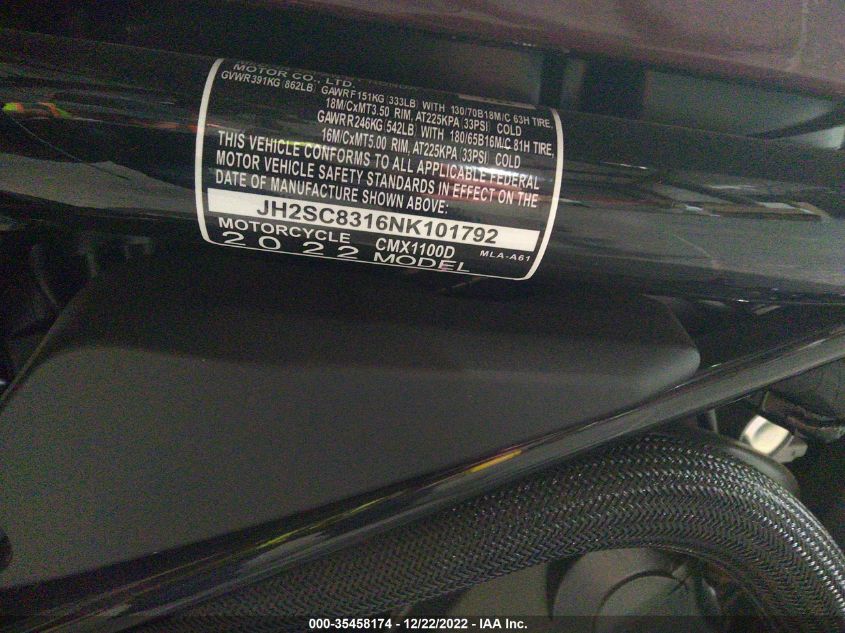 MOTOR CO., LTD.
GVWR391KG(862LB) GAWRF151KG(333LB) WITH 130/70B18M/C 63H TIRE,
18M/CxMT3.50 RIM, AT225KPA(33PSI) COLD
GAWRR246KG(542LB) WITH 180/65B16M/C 81H TIRE,
16M/CxMT5.00 RIM, AT225KPA(33PSI) COLD
THIS VEHICLE CONFORMS TO ALL APPLICABLE FEDERAL
MOTOR VEHICLE SAFETY STANDARDS IN EFFECT ON THE
DATE OF MANUFACTURE SHOWN ABOVE:
JH2SC8316NK101792
MOTORCYCLE CMX1100D
2022 MODEL MLA-A61
000-35458174 - 12/22/2022 - IAA Inc.